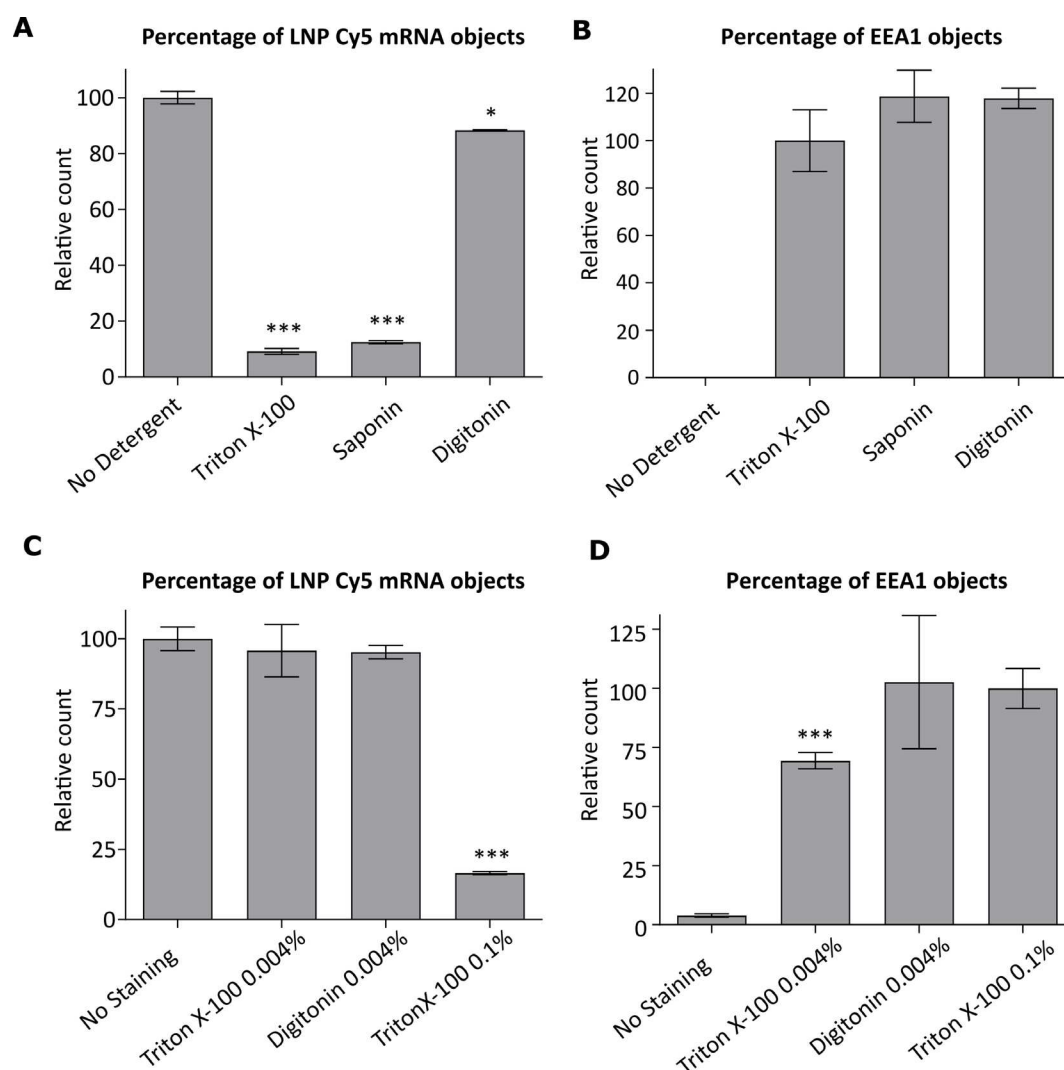 A
Percentage of LNP Cy5 mRNA objects
Relative count
100
80
60
40
20
0
***
***
*
No Detergent
Triton X-100
Saponin
Digitonin
B
Percentage of EEA1 objects
Relative count
120
100
80
60
40
20
0
No Detergent
Triton X-100
Saponin
Digitonin
C
Percentage of LNP Cy5 mRNA objects
Relative count
100
75
50
25
0
***
No Staining
Triton X-100 0.004%
Digitonin 0.004%
TritonX-100 0.1%
D
Percentage of EEA1 objects
Relative count
125
100
75
50
25
0
***
No Staining
Triton X-100 0.004%
Digitonin 0.004%
Triton X-100 0.1%